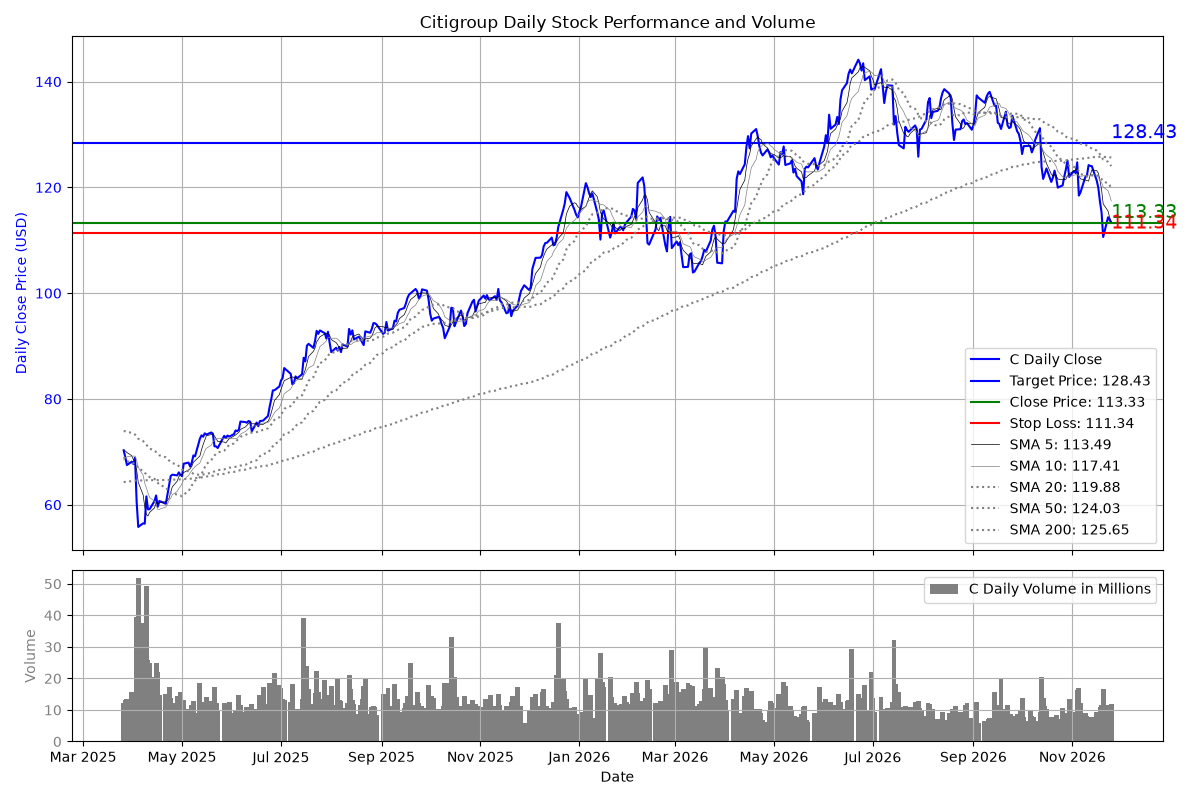 Citigroup Daily Stock Performance and Volume
140
120
100
80
60
Daily Close Price (USD)
128.43
113.33
111.34
C Daily Close
Target Price: 128.43
Close Price: 113.33
Stop Loss: 111.34
SMA 5: 113.49
SMA 10: 117.41
SMA 20: 119.88
SMA 50: 124.03
SMA 200: 125.65
50
40
30
20
10
0
Volume
C Daily Volume in Millions
Mar 2025 May 2025 Jul 2025 Sep 2025 Nov 2025 Jan 2026 Mar 2026 May 2026 Jul 2026 Sep 2026 Nov 2026
Date